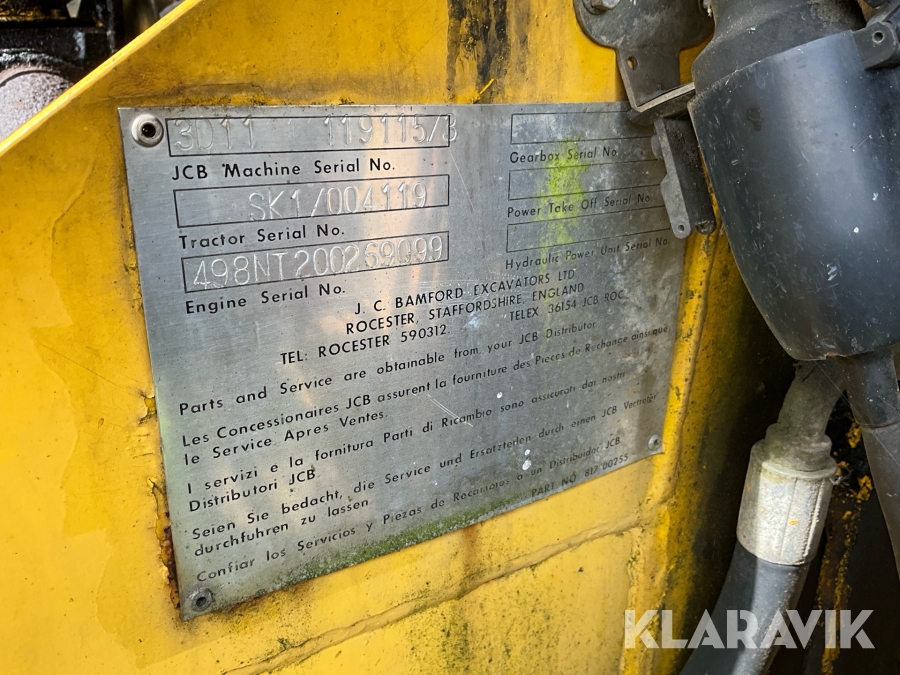 3D11 119115/3
JCB Machine Serial No.
SK1/004119
Tractor Serial No.
498NT200269099
Engine Serial No.
Gearbox Serial No.
Power Take Off Serial No.
Hydraulic Power Unit Serial No.
J. C. BAMFORD EXCAVATORS LTD
ROCESTER, STAFFORDSHIRE, ENGLAND
TEL: ROCESTER 590312. TELEX 36154 JCB ROC.
Parts and Service are obtainable from your JCB Distributor
Les Concessionaires JCB assurent la fourniture des Pieces de Rechange ainsi que
le Service Apres Ventes.
I servizi e la fornitura Parti di Ricambio sono assicurati dai nostri
Distributori JCB.
Seien Sie bedacht, die Service und Ersatzteilen durch einen JCB Vertreter
durchfuhren zu lassen
Confiar los Servicios y Piezas de Recambios a un Distribuidor JCB
PART NO 817 00255
KLARAVIK